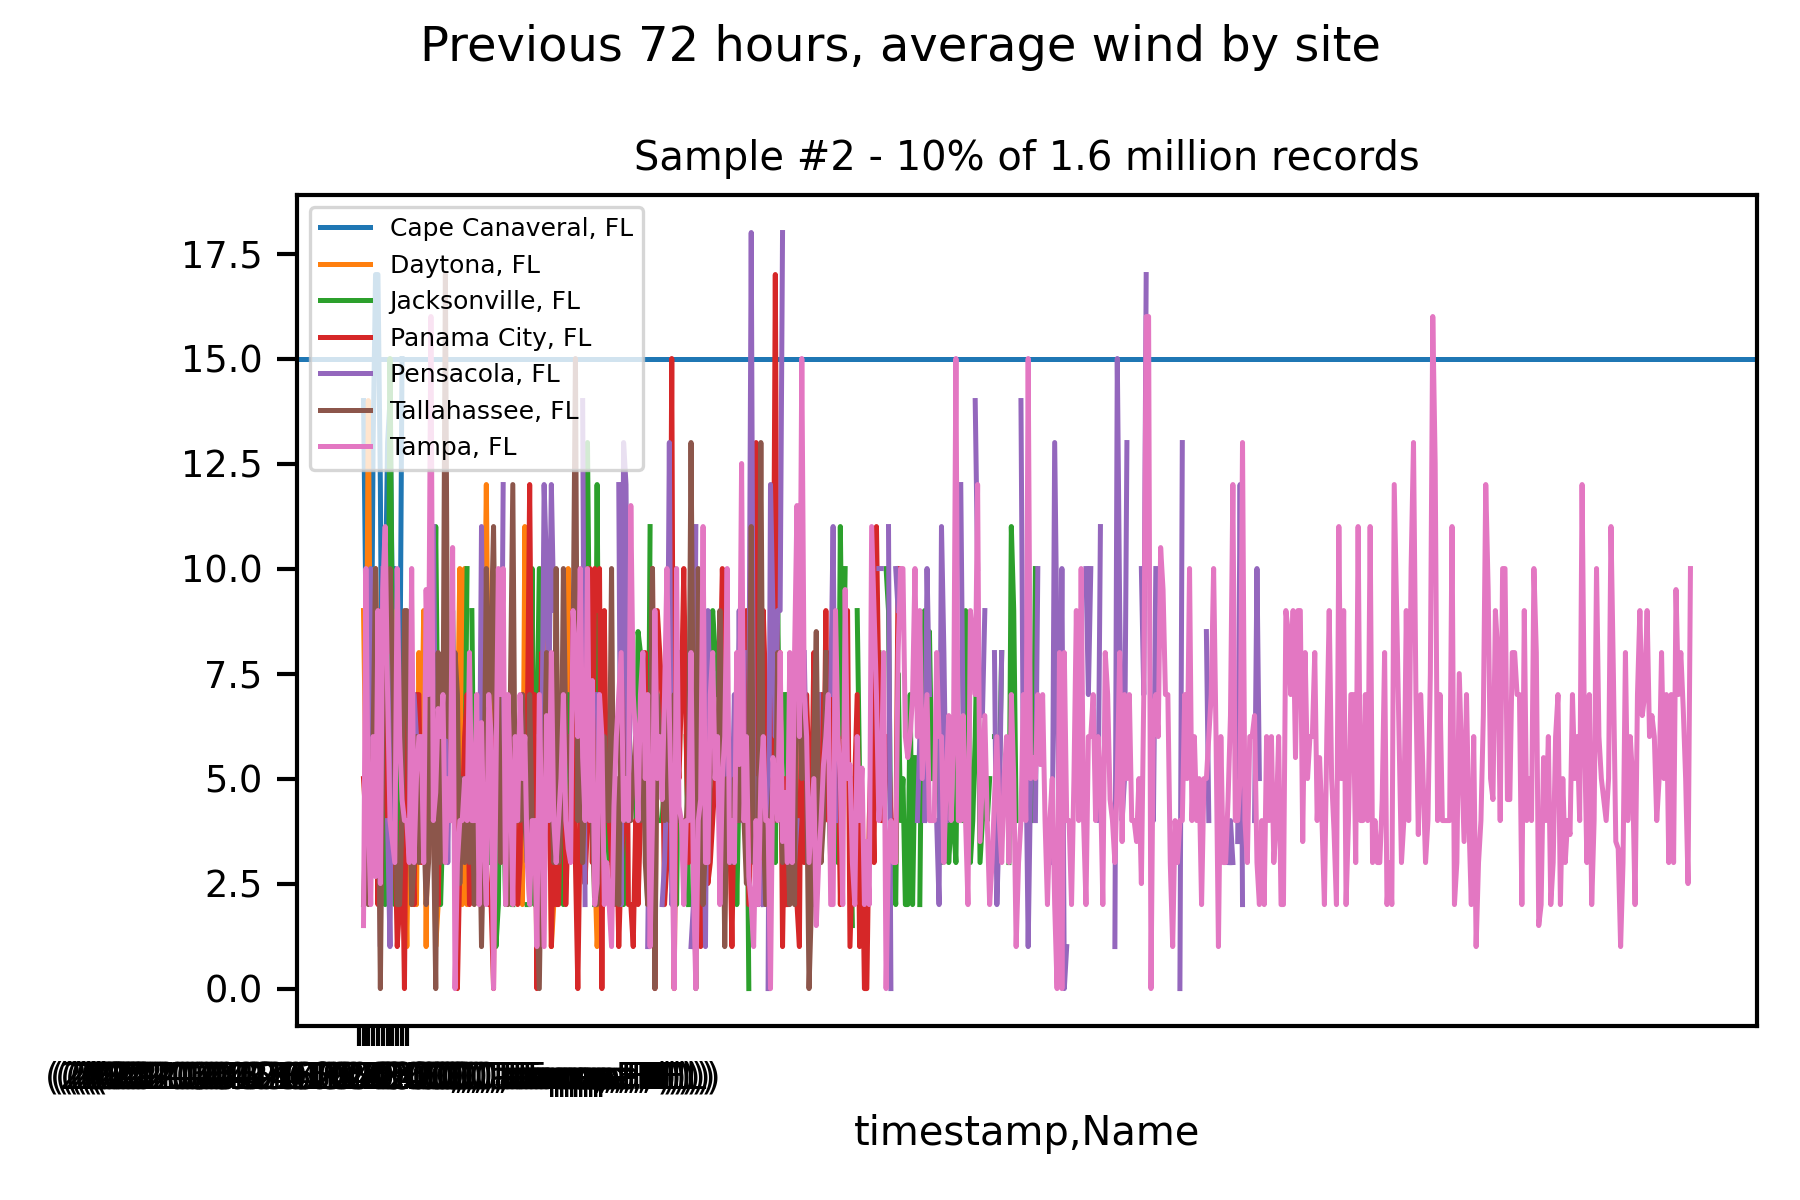 Previous 72 hours, average wind by site
Sample #2 - 10% of 1.6 million records
Cape Canaveral, FL
Daytona, FL
Jacksonville, FL
Panama City, FL
Pensacola, FL
Tallahassee, FL
Tampa, FL
17.5
15.0
12.5
10.0
7.5
5.0
2.5
0.0
timestamp,Name